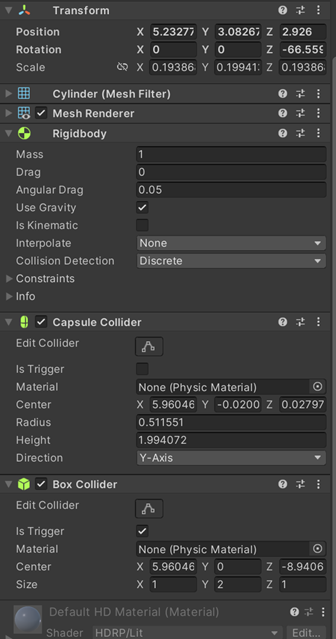 Transform
Position X 5.23277 Y 3.08267 Z 2.926
Rotation X 0 Y 0 Z -66.559
Scale X 0.19386 Y 0.19941 Z 0.19386
Cylinder (Mesh Filter)
Mesh Renderer
Rigidbody
Mass 1
Drag 0
Angular Drag 0.05
Use Gravity
Is Kinematic
Interpolate None
Collision Detection Discrete
Constraints
Info
Capsule Collider
Edit Collider
Is Trigger
Material None (Physic Material)
Center X 5.96046 Y -0.0200 Z 0.02797
Radius 0.511551
Height 1.994072
Direction Y-Axis
Box Collider
Edit Collider
Is Trigger
Material None (Physic Material)
Center X 5.96046 Y 0 Z -8.9406
Size X 1 Y 2 Z 1
Default HD Material (Material)
Shader HDRP/Lit Edit...